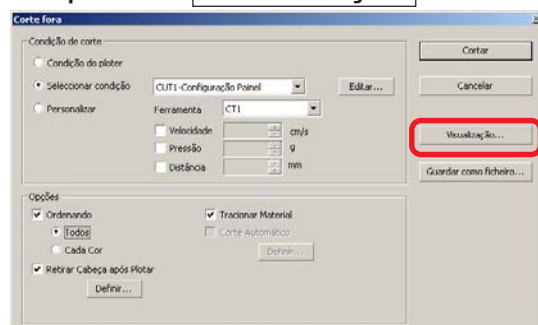 Corte fora
Condição de corte
Condição do ploter
Seleccionar condição CUT1-Configuração Painel Editar...
Personalizar Ferramenta CT1
Velocidade cm/s
Pressão g
Distância mm
Cortar
Cancelar
Visualização...
Guardar como ficheiro...
Opções
Ordenando
Todos
Cada Cor
Retirar Cabeça após Plotar
Definir...
Tracionar Material
Corte Automático
Definir...